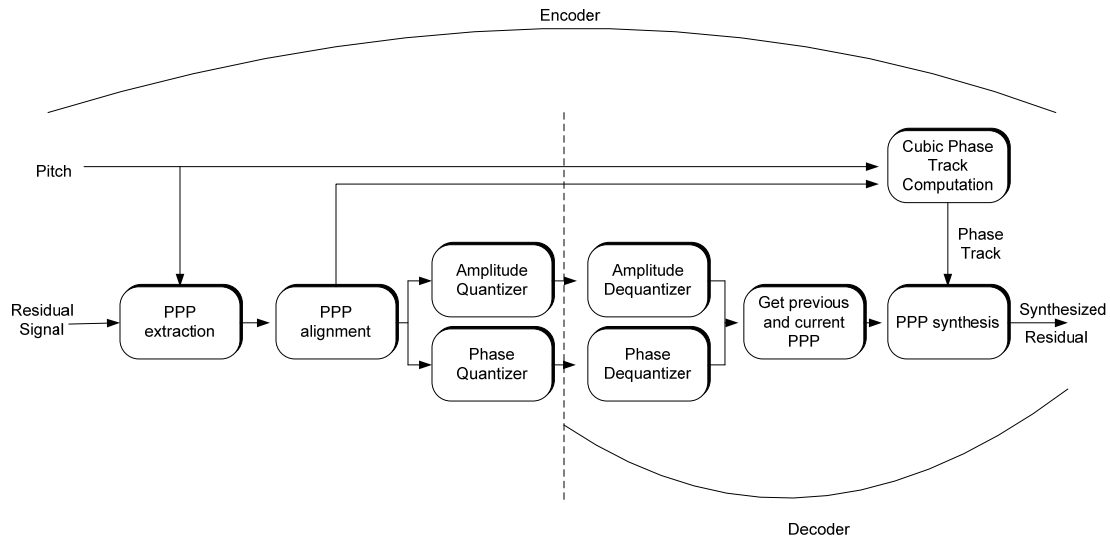 Encoder
Pitch
Cubic Phase
Track
Computation
Phase
Track
Residual
Signal
PPP
extraction
PPP
alignment
Amplitude
Quantizer
Phase
Quantizer
Amplitude
Dequantizer
Phase
Dequantizer
Get previous
and current
PPP
PPP synthesis
Synthesized
Residual
Decoder